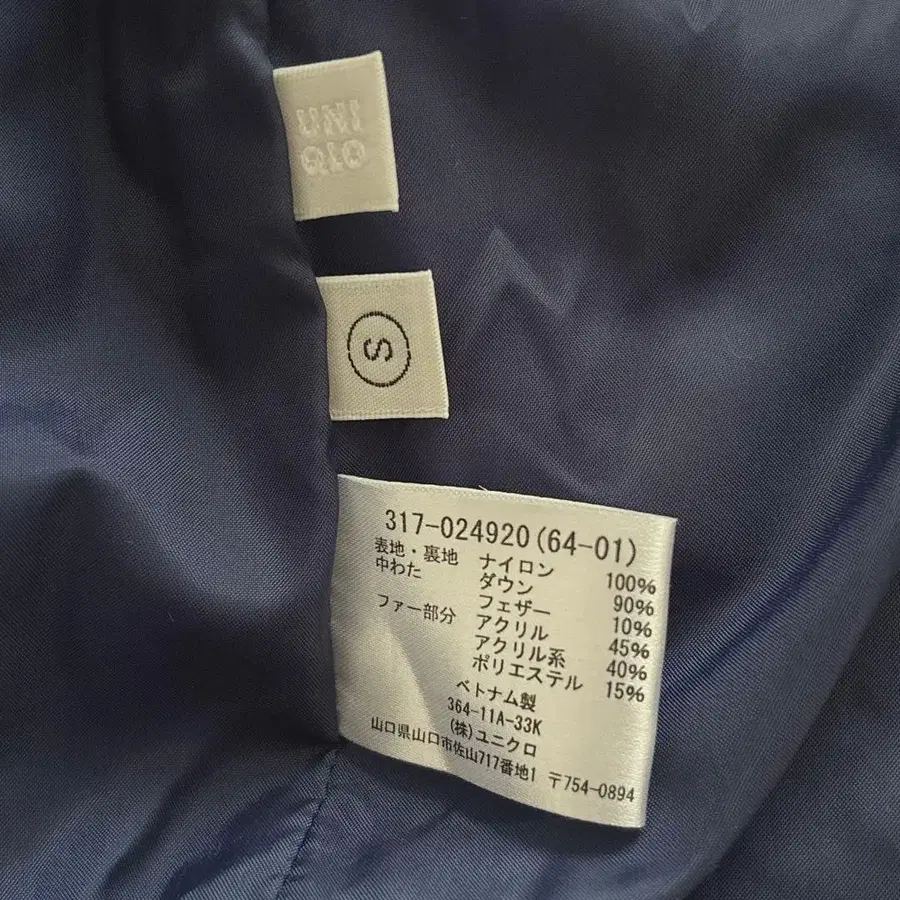 UNI
QLO
S
317-024920(64-01)
表地・裏地 ナイロン 100%
中わた ダウン 90%
フェザー 10%
ファー部分 アクリル 45%
アクリル系 40%
ポリエステル 15%
ベトナム製
364-11A-33K
(株)ユニクロ
山口県山口市佐山717番地1 〒754-0894